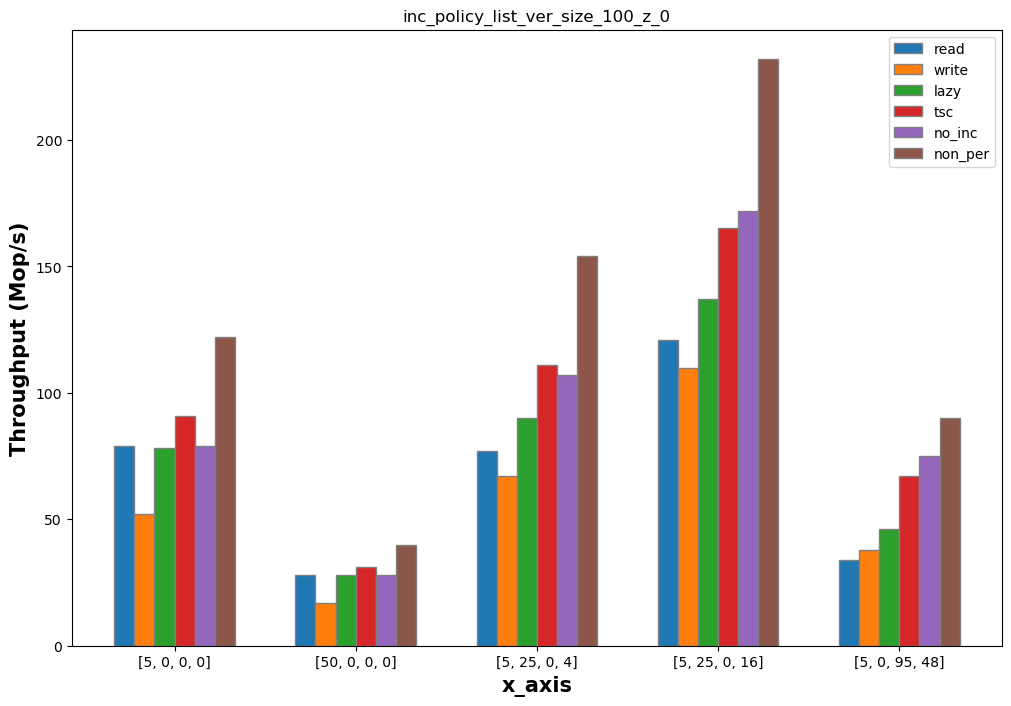 inc_policy_list_ver_size_100_z_0
read
write
lazy
tsc
no_inc
non_per
Throughput (Mop/s)
200
150
100
50
0
[5, 0, 0, 0]
[50, 0, 0, 0]
[5, 25, 0, 4]
[5, 25, 0, 16]
[5, 0, 95, 48]
x_axis